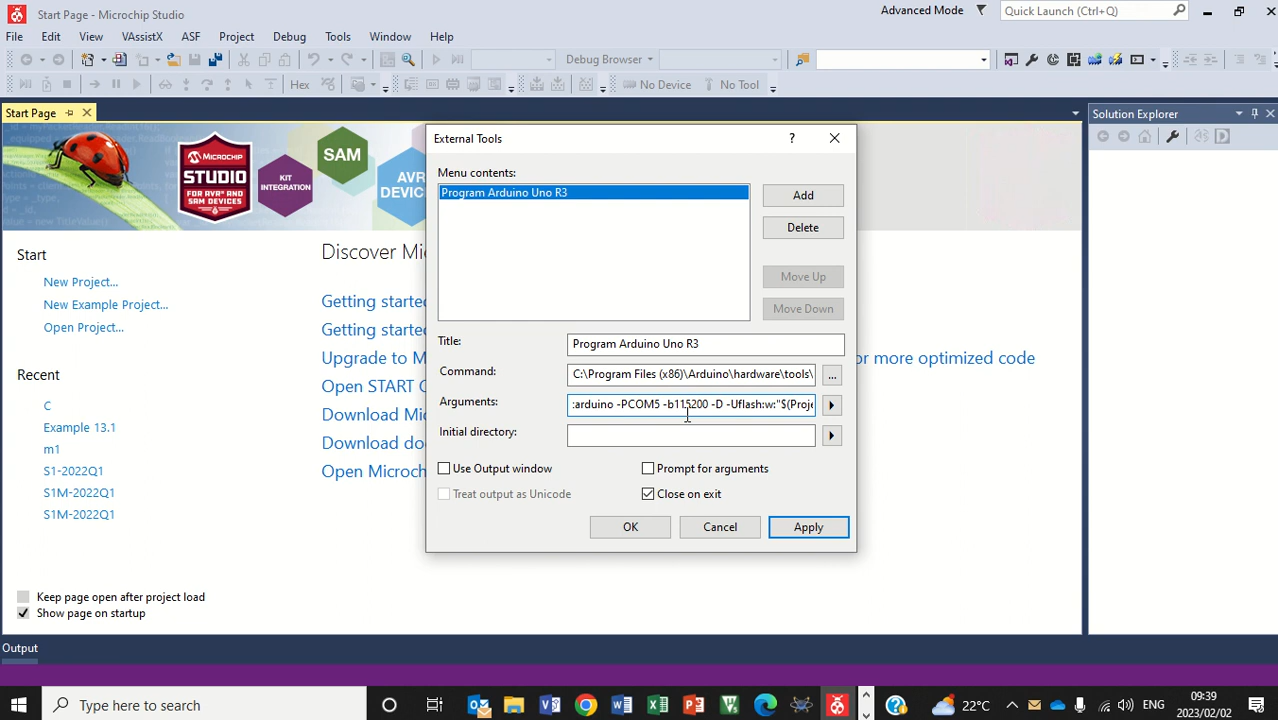 Start Page - Microchip Studio
Advanced Mode
Quick Launch (Ctrl+Q)
File Edit View VAssistX ASF Project Debug Tools Window Help
Debug Browser
Hex
No Device
No Tool
Start Page
Solution Explorer
MICROCHIP
STUDIO
FOR AVR® AND
SAM DEVICES
KIT
INTEGRATION
SAM
AVR
DEVIC
Start
New Project...
New Example Project...
Open Project...
Recent
C
Example 13.1
m1
S1-2022Q1
S1M-2022Q1
S1M-2022Q1
Keep page open after project load
Show page on startup
Discover Mi
Getting starte
Getting starte
Upgrade to M
or more optimized code
Open START C
Download Mic
Download doc
Open Microch
External Tools
?
Menu contents:
Program Arduino Uno R3
Add
Delete
Move Up
Move Down
Title:
Program Arduino Uno R3
Command:
C:\Program Files (x86)\Arduino\hardware\tools\
...
Arguments:
:arduino -PCOM5 -b115200 -D -Uflash:w:"$(Proje
Initial directory:
Use Output window
Prompt for arguments
Treat output as Unicode
Close on exit
OK
Cancel
Apply
Output
Type here to search
22°C
ENG
09:39
2023/02/02